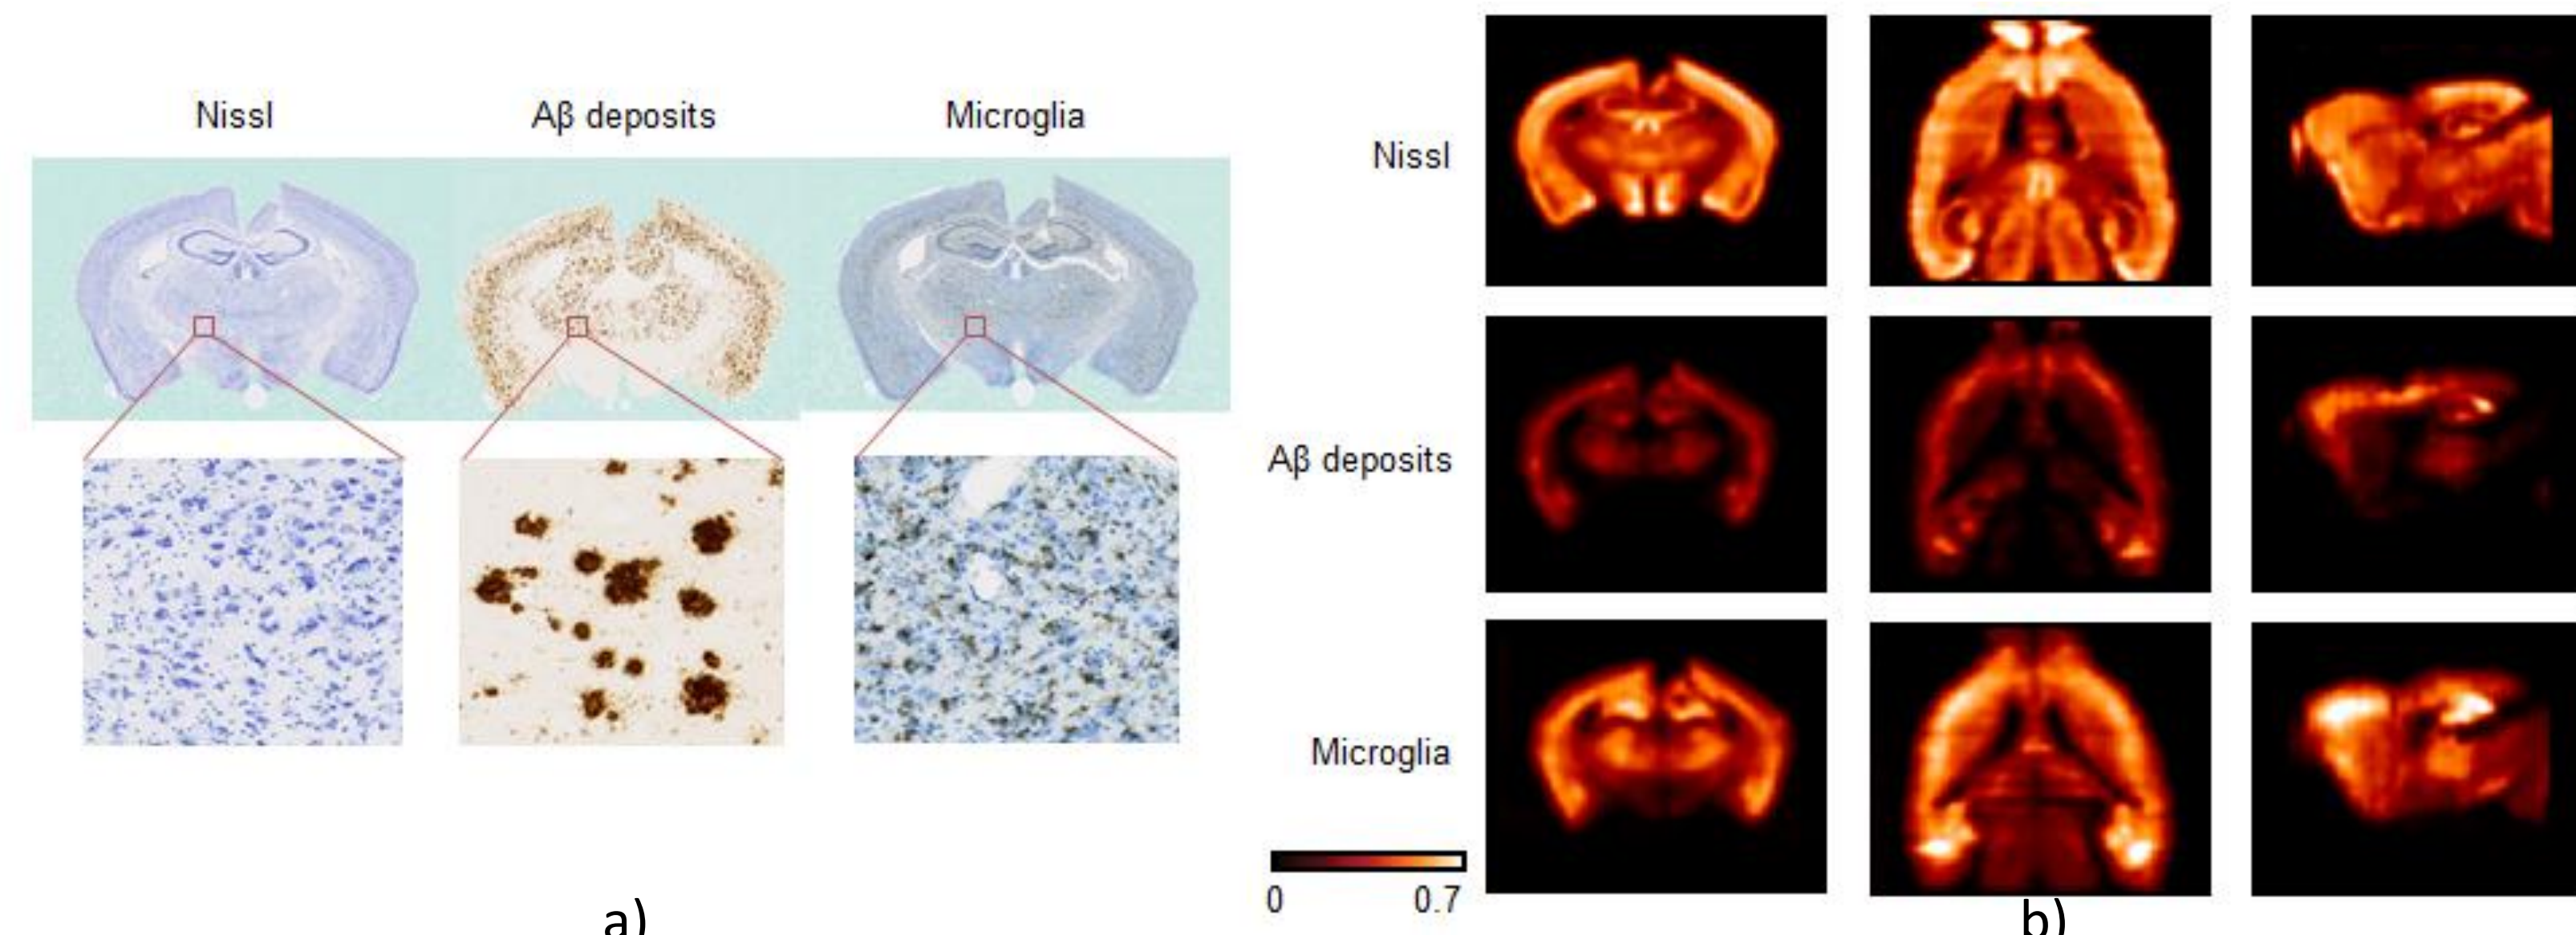 Nissl Aβ deposits Microglia
a)
Nissl
Aβ deposits
Microglia
0 0.7
b)